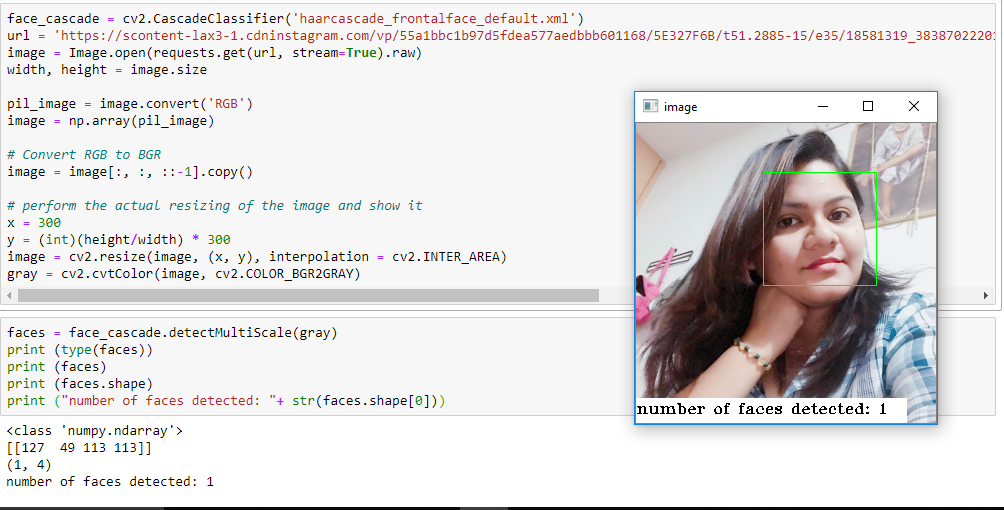 face_cascade = cv2.CascadeClassifier('haarcascade_frontalface_default.xml')
url = 'https://scontent-lax3-1.cdninstagram.com/vp/55a1bbc1b97d5fdea577aedbbb601168/5E327F6B/t51.2885-15/e35/18581319_3838702220
image = Image.open(requests.get(url, stream=True).raw)
width, height = image.size
pil_image = image.convert('RGB')
image = np.array(pil_image)
# Convert RGB to BGR
image = image[:, :, ::-1].copy()
# perform the actual resizing of the image and show it
x = 300
y = (int)(height/width) * 300
image = cv2.resize(image, (x, y), interpolation = cv2.INTER_AREA)
gray = cv2.cvtColor(image, cv2.COLOR_BGR2GRAY)
faces = face_cascade.detectMultiScale(gray)
print (type(faces))
print (faces)
print (faces.shape)
print ("number of faces detected: "+ str(faces.shape[0]))
<class 'numpy.ndarray'>
[[127  49 113 113]]
(1, 4)
number of faces detected: 1
image
number of faces detected: 1